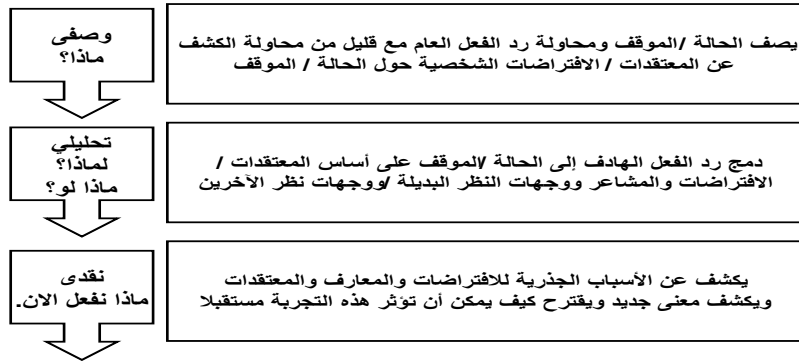 وصفى
ماذا؟
يصف الحالة /الموقف ومحاولة رد الفعل العام مع قليل من محاولة الكشف
عن المعتقدات / الافتراضات الشخصية حول الحالة / الموقف
تحليلي
لماذا؟
ماذا لو؟
دمج رد الفعل الهادف إلى الحالة /الموقف على أساس المعتقدات /
الافتراضات والمشاعر ووجهات النظر البديلة /ووجهات نظر الآخرين
نقدى
ماذا نفعل الان.
يكشف عن الأسباب الجذرية للافتراضات والمعارف والمعتقدات
ويكشف معنى جديد ويقترح كيف يمكن أن تؤثر هذه التجربة مستقبلا